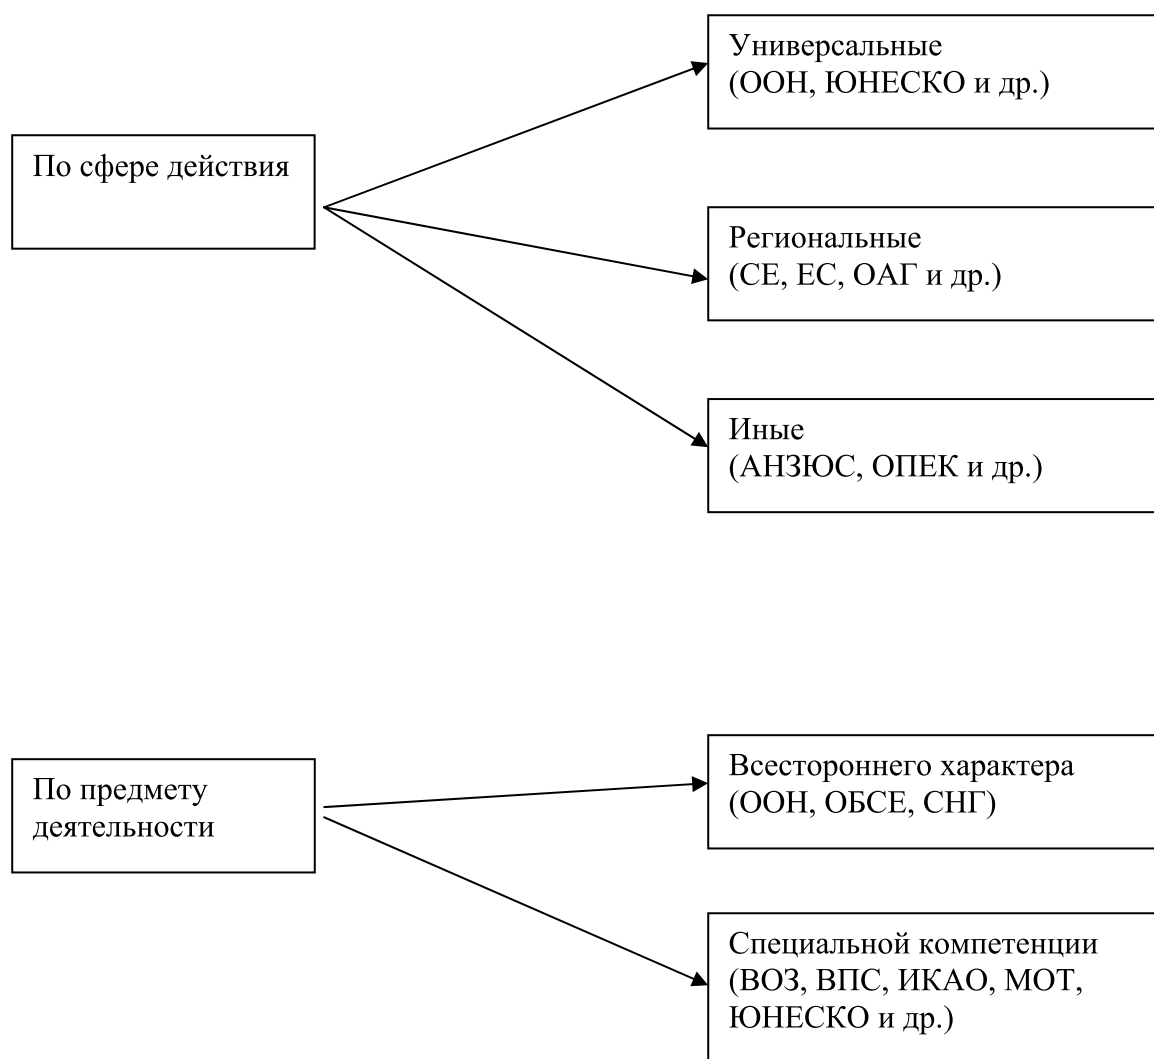 Универсальные
(ООН, ЮНЕСКО и др.)
По сфере действия
Региональные
(СЕ, ЕС, ОАГ и др.)
Иные
(АНЗЮС, ОПЕК и др.)
По предмету
деятельности
Всестороннего характера
(ООН, ОБСЕ, СНГ)
Специальной компетенции
(ВОЗ, ВПС, ИКАО, МОТ,
ЮНЕСКО и др.)